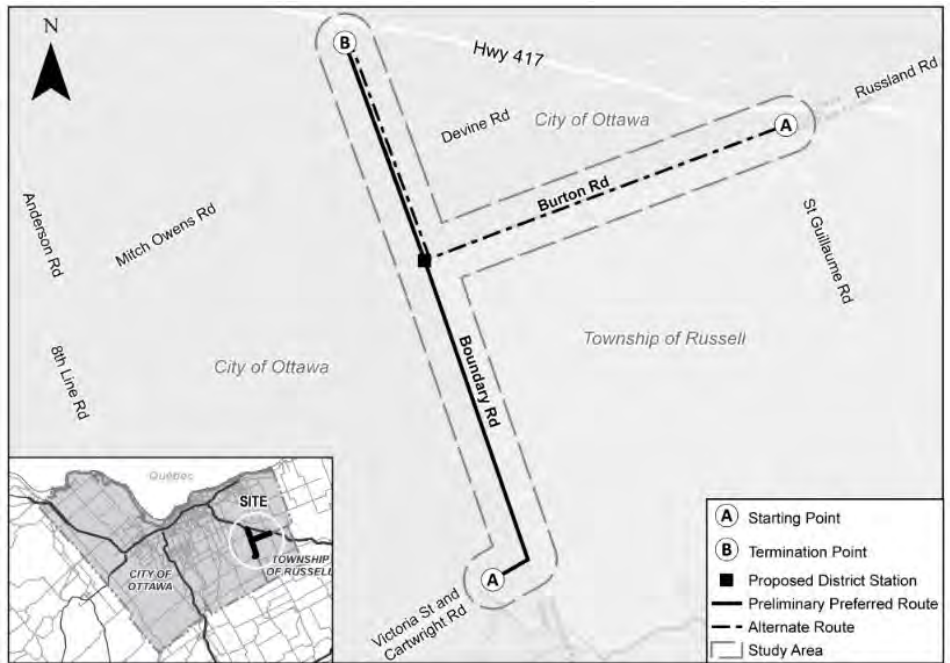 N
B
Hwy 417
Russland Rd
Devine Rd
City of Ottawa
A
Burton Rd
Anderson Rd
Mitch Owens Rd
St Guillaume Rd
Township of Russell
City of Ottawa
Boundary Rd
8th Line Rd
A
Victoria St and
Cartwright Rd
Québec
SITE
CITY OF
OTTAWA
TOWNSHIP
OF RUSSELL
A Starting Point
B Termination Point
Proposed District Station
Preliminary Preferred Route
Alternate Route
Study Area